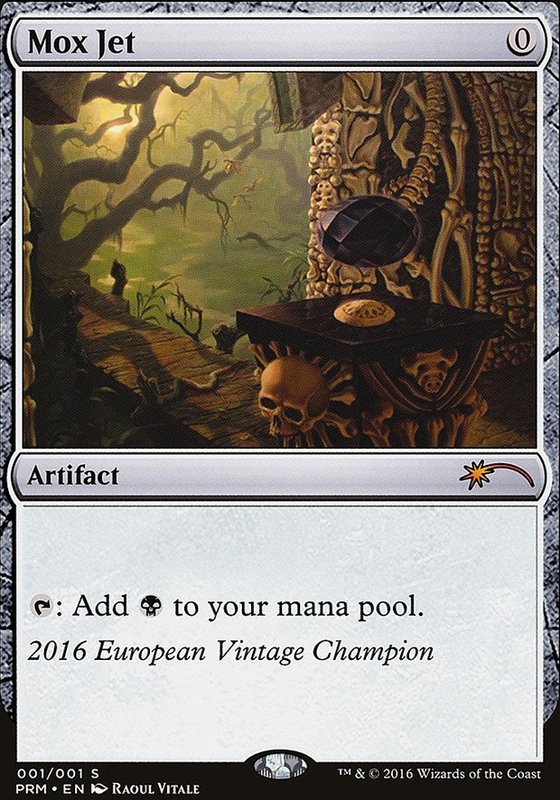 Mox Jet 0
Artifact
: Add to your mana pool.
2016 European Vintage Champion
001/001 S
PRM • EN Raoul Vitale
™ & © 2016 Wizards of the Coast